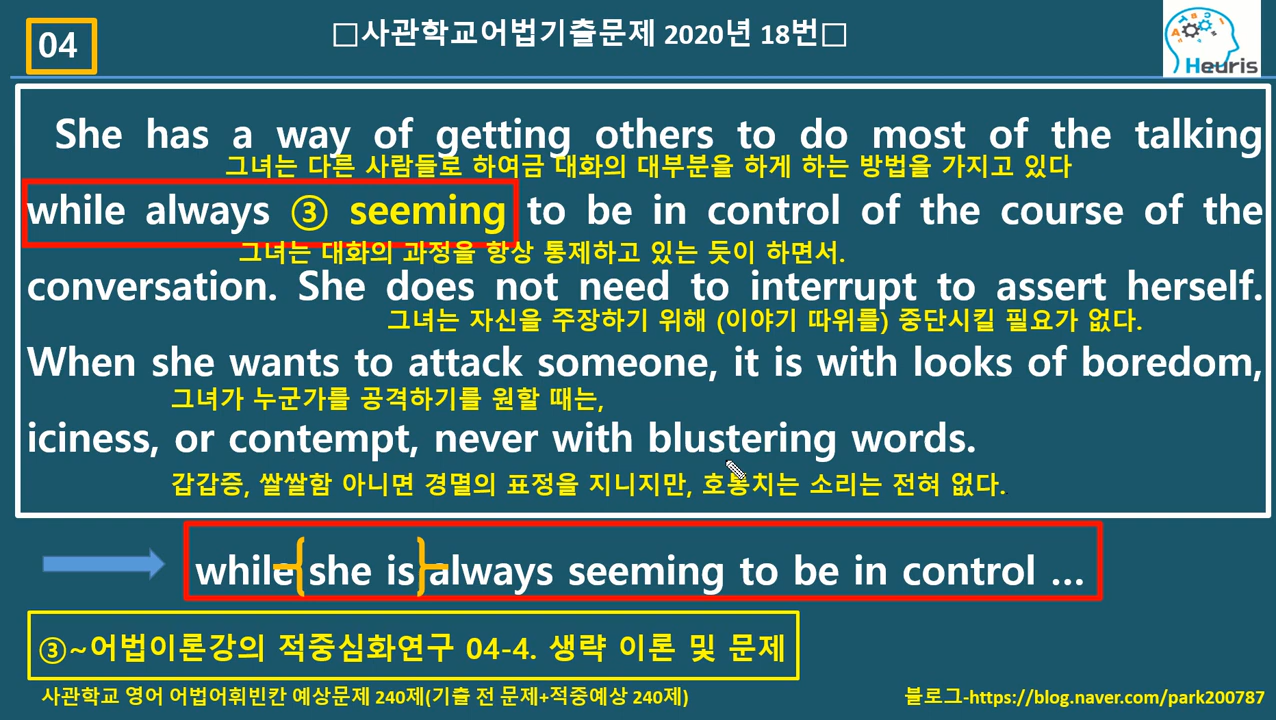 04
□사관학교어법기출문제 2020년 18번□
Heuris
She has a way of getting others to do most of the talking
그녀는 다른 사람들로 하여금 대화의 대부분을 하게 하는 방법을 가지고 있다
while always ③ seeming to be in control of the course of the
그녀는 대화의 과정을 항상 통제하고 있는 듯이 하면서.
conversation. She does not need to interrupt to assert herself.
그녀는 자신을 주장하기 위해 (이야기 따위를) 중단시킬 필요가 없다.
When she wants to attack someone, it is with looks of boredom,
그녀가 누군가를 공격하기를 원할 때는,
iciness, or contempt, never with blustering words.
갑갑증, 쌀쌀함 아니면 경멸의 표정을 지니지만, 호통치는 소리는 전혀 없다.
while{ she is} always seeming to be in control ...
③~어법이론강의 적중심화연구 04-4. 생략 이론 및 문제
사관학교 영어 어법어휘빈칸 예상문제 240제(기출 전 문제+적중예상 240제)
블로그-https://blog.naver.com/park200787